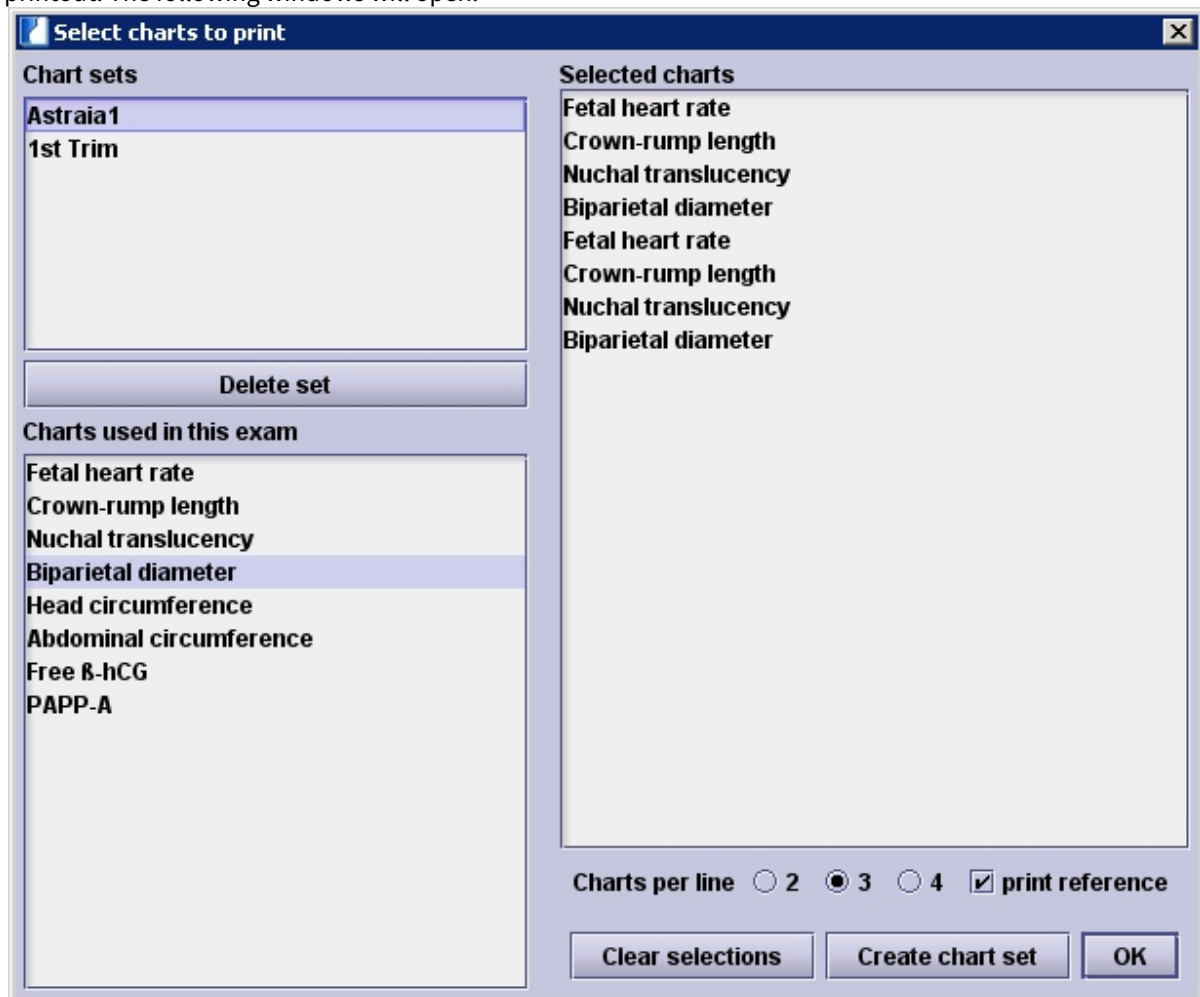 printout. The following windows will open:
Select charts to print
Chart sets
Astraia1
1st Trim
Delete set
Charts used in this exam
Fetal heart rate
Crown-rump length
Nuchal translucency
Biparietal diameter
Head circumference
Abdominal circumference
Free ß-hCG
PAPP-A
Selected charts
Fetal heart rate
Crown-rump length
Nuchal translucency
Biparietal diameter
Fetal heart rate
Crown-rump length
Nuchal translucency
Biparietal diameter
Charts per line 2 3 4 print reference
Clear selections Create chart set OK